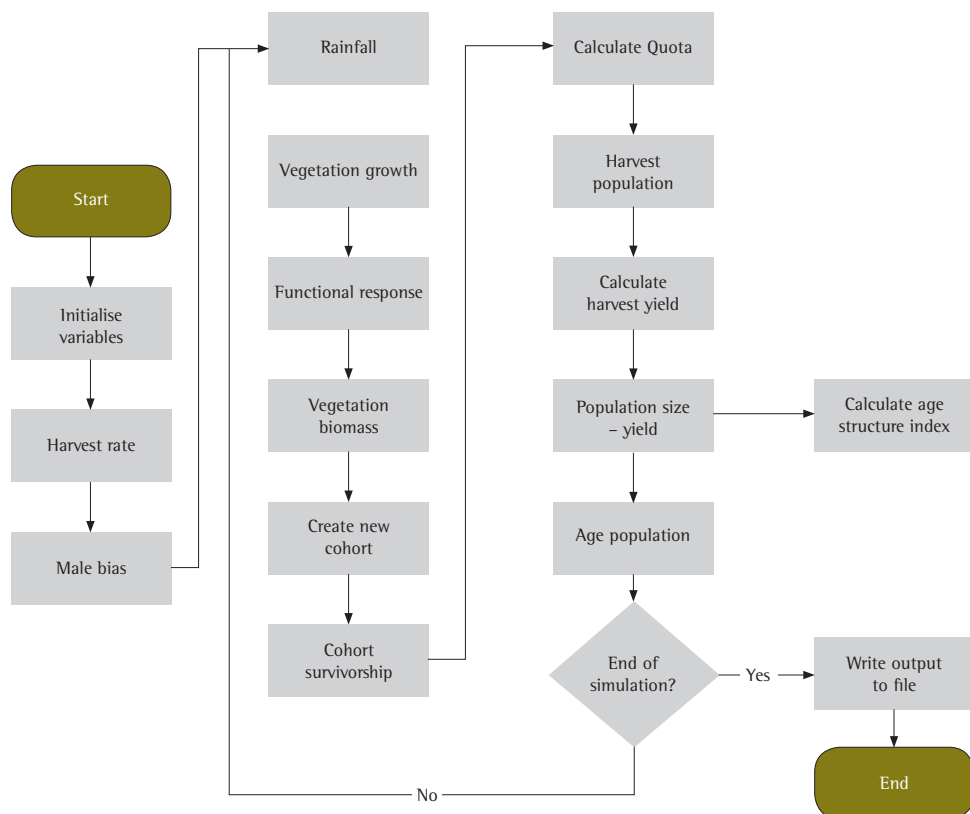 Start
Initialise
variables
Harvest rate
Male bias
Rainfall
Vegetation growth
Functional response
Vegetation
biomass
Create new
cohort
Cohort
survivorship
Calculate Quota
Harvest
population
Calculate
harvest yield
Population size
– yield
Calculate age
structure index
Age population
End of
simulation?
Yes
No
Write output
to file
End